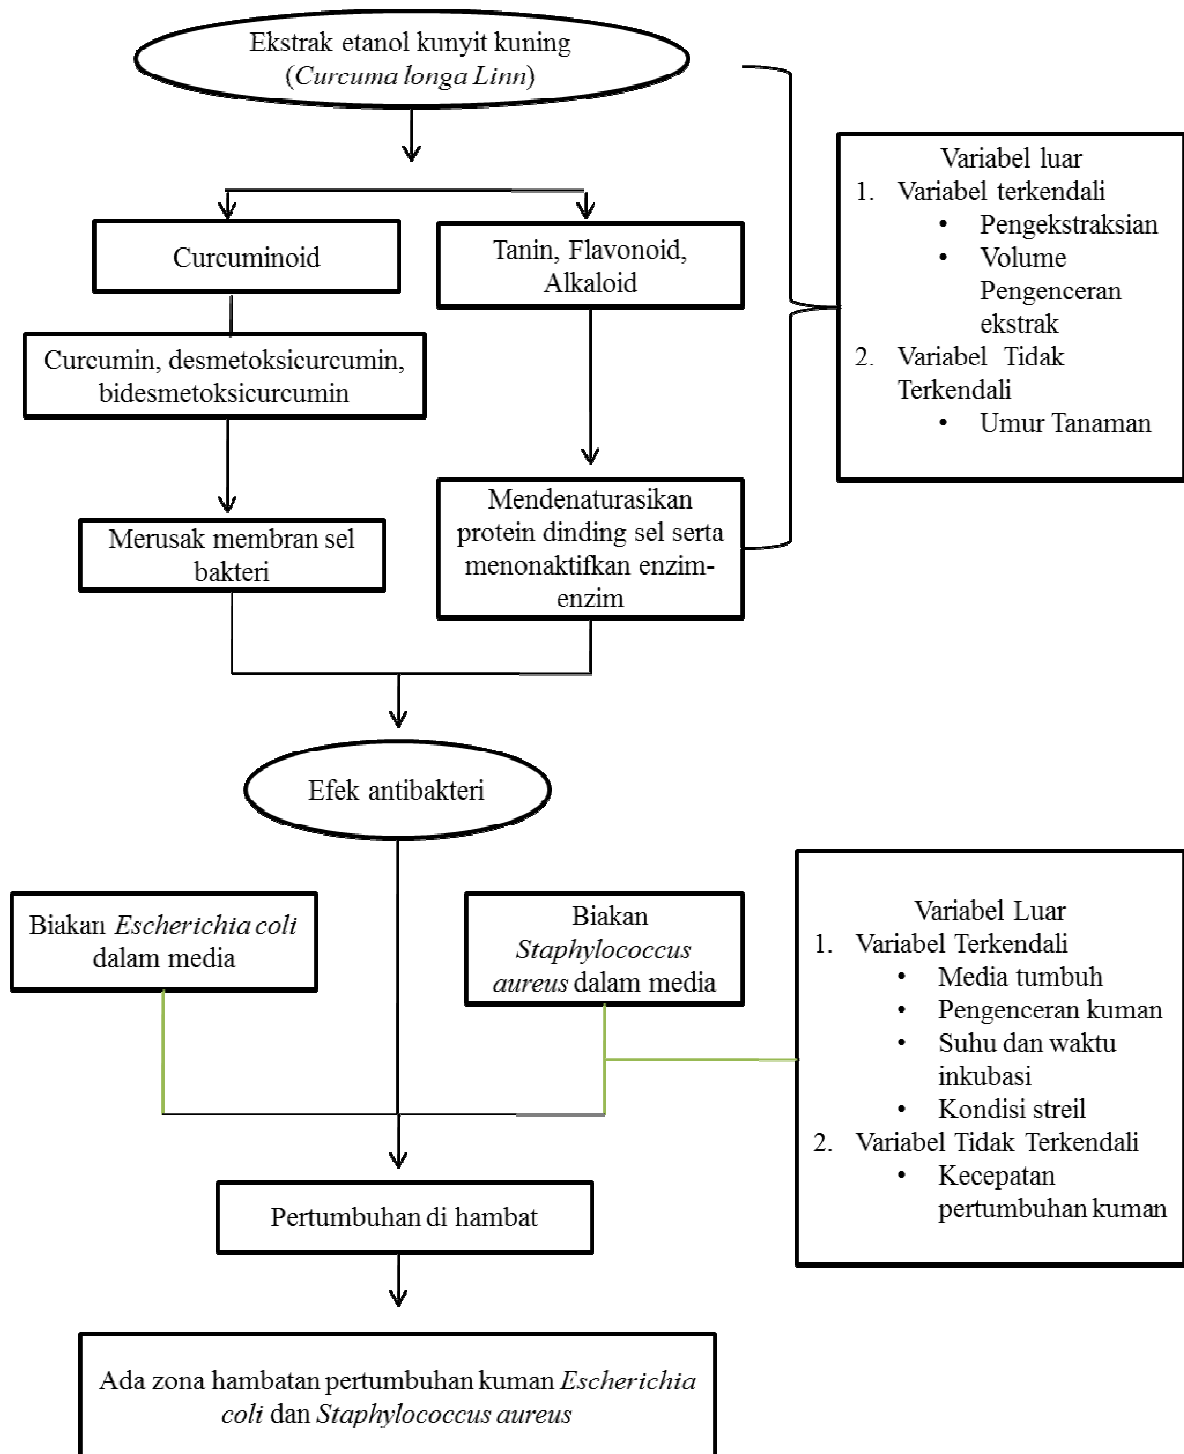 Ekstrak etanol kunyit kuning
(Curcuma longa Linn)
Variabel luar
1. Variabel terkendali
• Pengekstraksian
• Volume
Pengenceran
ekstrak
2. Variabel Tidak
Terkendali
• Umur Tanaman
Curcuminoid
Tanin, Flavonoid,
Alkaloid
Curcumin, desmetoksicurcumin,
bidesmetoksicurcumin
Merusak membran sel
bakteri
Mendenaturasikan
protein dinding sel serta
menonaktifkan enzim-
enzim
Efek antibakteri
Biakan Escherichia coli
dalam media
Biakan
Staphylococcus
aureus dalam media
Variabel Luar
1. Variabel Terkendali
• Media tumbuh
• Pengenceran kuman
• Suhu dan waktu
inkubasi
• Kondisi streil
2. Variabel Tidak Terkendali
• Kecepatan
pertumbuhan kuman
Pertumbuhan di hambat
Ada zona hambatan pertumbuhan kuman Escherichia
coli dan Staphylococcus aureus